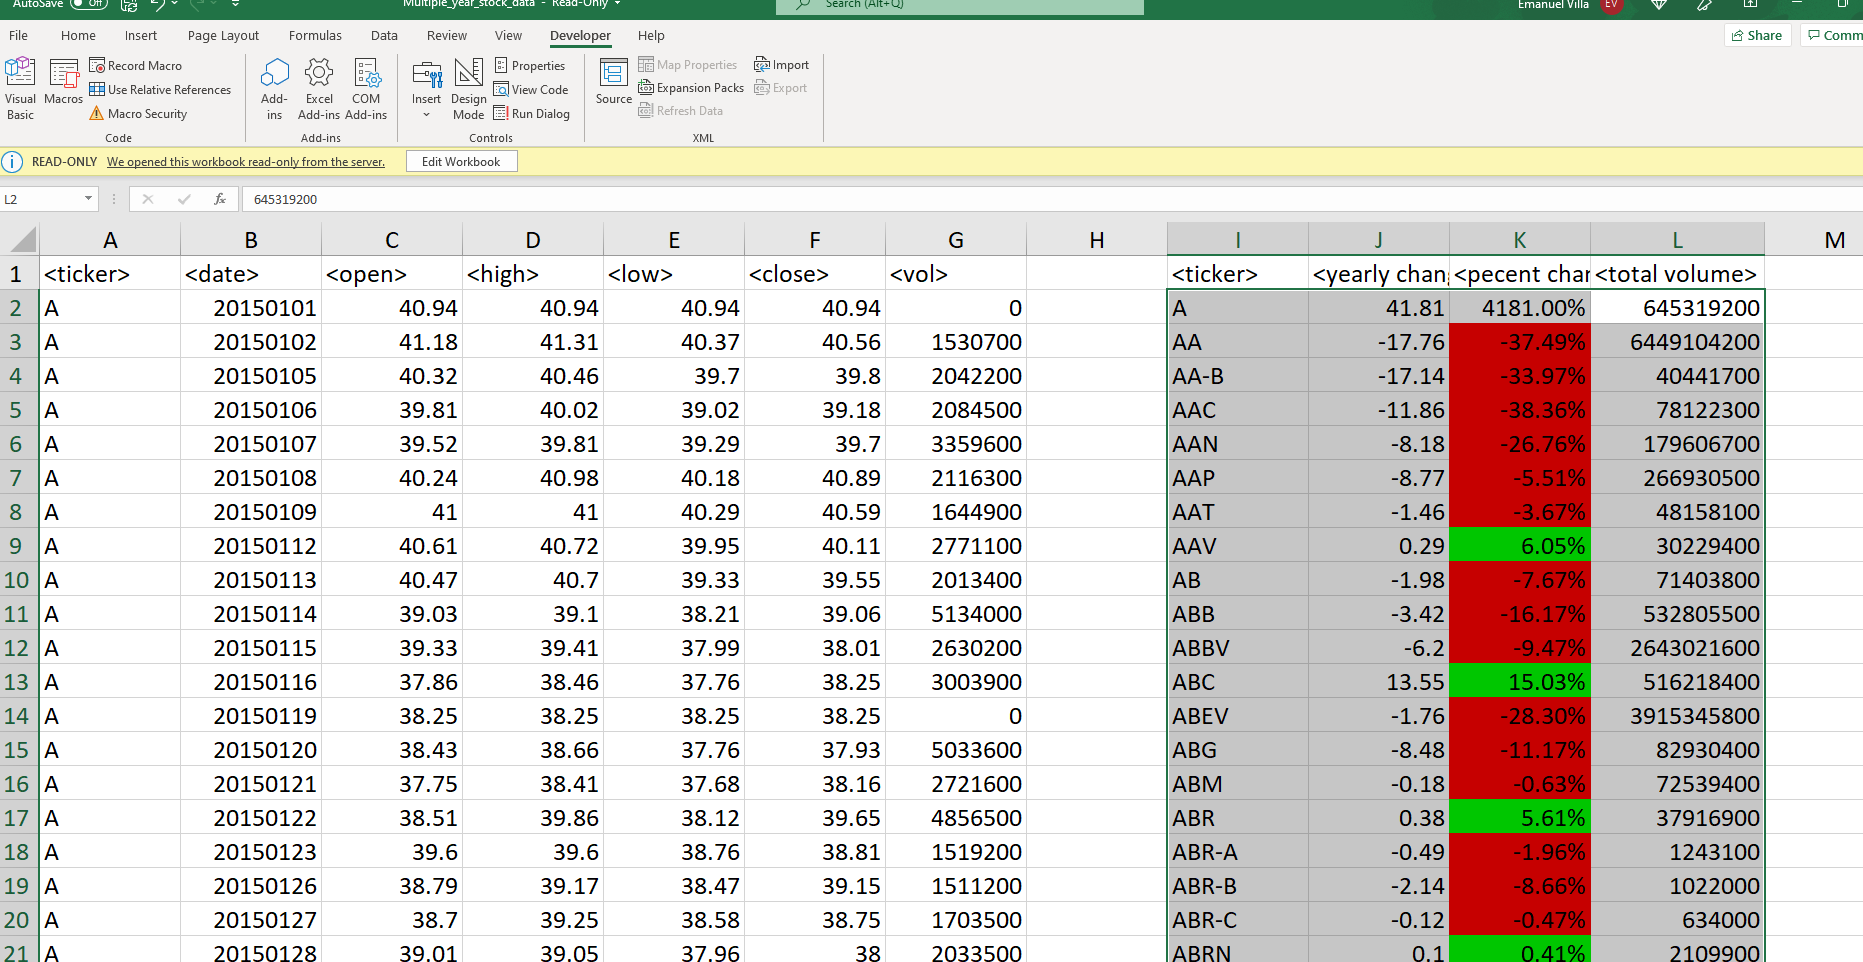 AutoSave Off Multiple_year_stock_data - Read-Only Search (Alt+Q) Emanuel Villa EV
File Home Insert Page Layout Formulas Data Review View Developer Help Share Comm
Visual Basic Macros Record Macro Use Relative References Macro Security
Code
Add-ins Excel Add-ins COM Add-ins
Add-ins
Insert Design Mode Properties View Code Run Dialog
Controls
Source Map Properties Expansion Packs Refresh Data Import Export
XML
READ-ONLY We opened this workbook read-only from the server. Edit Workbook
L2 fx 645319200
A B C D E F G H I J K L M
1 <ticker> <date> <open> <high> <low> <close> <vol> <ticker> <yearly chan <pecent char <total volume>
2 A 20150101 40.94 40.94 40.94 40.94 0 A 41.81 4181.00% 645319200
3 A 20150102 41.18 41.31 40.37 40.56 1530700 AA -17.76 -37.49% 6449104200
4 A 20150105 40.32 40.46 39.7 39.8 2042200 AA-B -17.14 -33.97% 40441700
5 A 20150106 39.81 40.02 39.02 39.18 2084500 AAC -11.86 -38.36% 78122300
6 A 20150107 39.52 39.81 39.29 39.7 3359600 AAN -8.18 -26.76% 179606700
7 A 20150108 40.24 40.98 40.18 40.89 2116300 AAP -8.77 -5.51% 266930500
8 A 20150109 41 41 40.29 40.59 1644900 AAT -1.46 -3.67% 48158100
9 A 20150112 40.61 40.72 39.95 40.11 2771100 AAV 0.29 6.05% 30229400
10 A 20150113 40.47 40.7 39.33 39.55 2013400 AB -1.98 -7.67% 71403800
11 A 20150114 39.03 39.1 38.21 39.06 5134000 ABB -3.42 -16.17% 532805500
12 A 20150115 39.33 39.41 37.99 38.01 2630200 ABBV -6.2 -9.47% 2643021600
13 A 20150116 37.86 38.46 37.76 38.25 3003900 ABC 13.55 15.03% 516218400
14 A 20150119 38.25 38.25 38.25 38.25 0 ABEV -1.76 -28.30% 3915345800
15 A 20150120 38.43 38.66 37.76 37.93 5033600 ABG -8.48 -11.17% 82930400
16 A 20150121 37.75 38.41 37.68 38.16 2721600 ABM -0.18 -0.63% 72539400
17 A 20150122 38.51 39.86 38.12 39.65 4856500 ABR 0.38 5.61% 37916900
18 A 20150123 39.6 39.6 38.76 38.81 1519200 ABR-A -0.49 -1.96% 1243100
19 A 20150126 38.79 39.17 38.47 39.15 1511200 ABR-B -2.14 -8.66% 1022000
20 A 20150127 38.7 39.25 38.58 38.75 1703500 ABR-C -0.12 -0.47% 634000
21 A 20150128 39.01 39.05 37.96 38 2033500 ABRN 0.1 0.41% 2109900